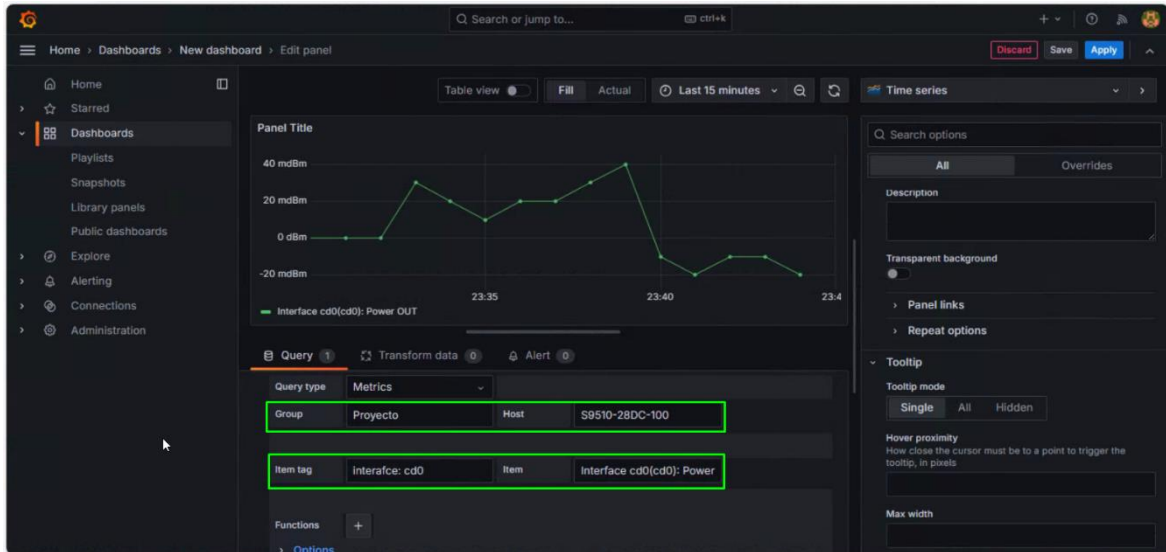 Search or jump to... ctrl+k
Home › Dashboards › New dashboard › Edit panel
Discard Save Apply
Home
Starred
Dashboards
Playlists
Snapshots
Library panels
Public dashboards
Explore
Alerting
Connections
Administration
Table view Fill Actual Last 15 minutes
Panel Title
40 mdBm
20 mdBm
0 dBm
-20 mdBm
23:35 23:40 23:4
Interface cd0(cd0): Power OUT
Query 1 Transform data 0 Alert 0
Query type Metrics
Group Proyecto Host S9510-28DC-100
Item tag Interafce: cd0 Item Interface cd0(cd0): Power
Functions +
› Options
Time series
Search options
All Overrides
Description
Transparent background
› Panel links
› Repeat options
Tooltip
Tooltip mode
Single All Hidden
Hover proximity
How close the cursor must be to a point to trigger the
tooltip, in pixels
Max width